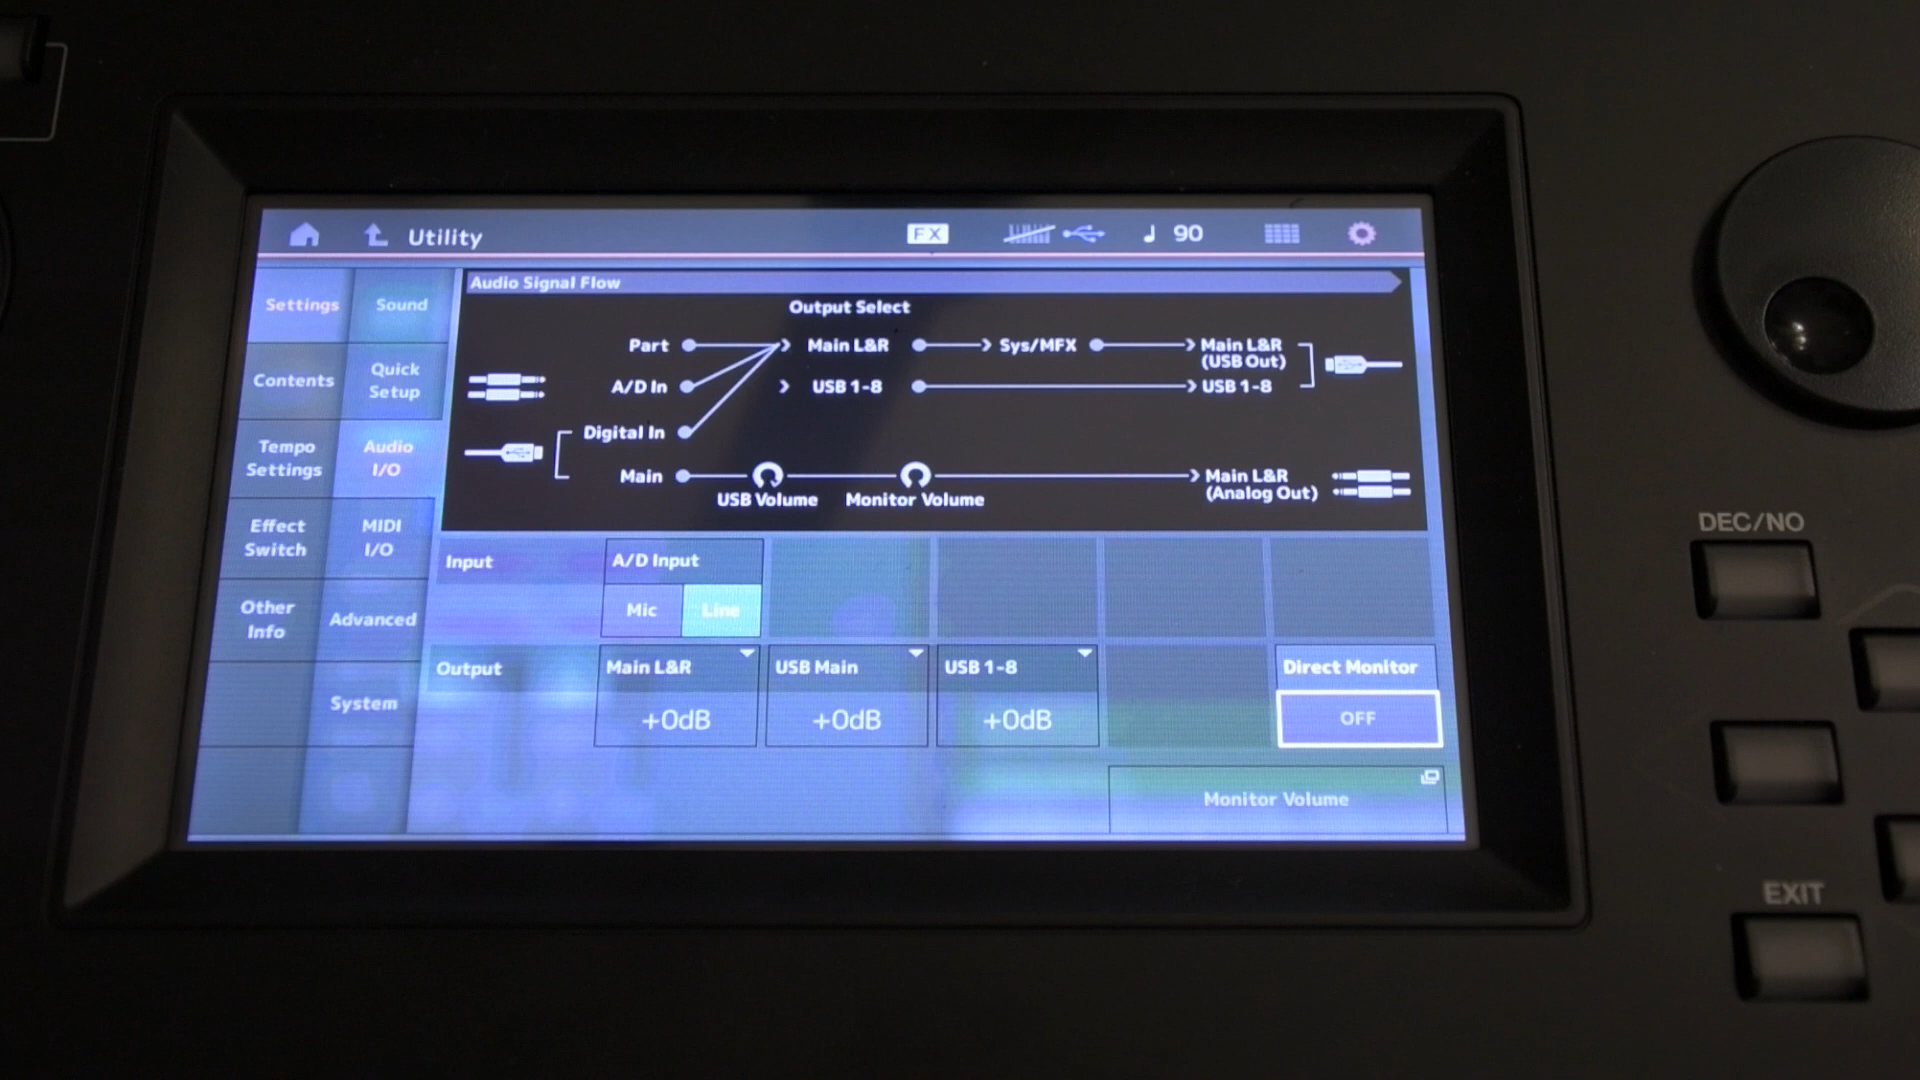 Utility
FX
90
Settings
Sound
Contents
Quick
Setup
Tempo
Settings
Audio
I/O
Effect
Switch
MIDI
I/O
Other
Info
Advanced
System
Audio Signal Flow
Output Select
Part
Main L&R
Sys/MFX
Main L&R
(USB Out)
A/D In
USB 1-8
USB 1-8
Digital In
Main
USB Volume
Monitor Volume
Main L&R
(Analog Out)
Input
A/D Input
Mic
Line
Output
Main L&R
+0dB
USB Main
+0dB
USB 1-8
+0dB
Direct Monitor
OFF
Monitor Volume
DEC/NO
EXIT